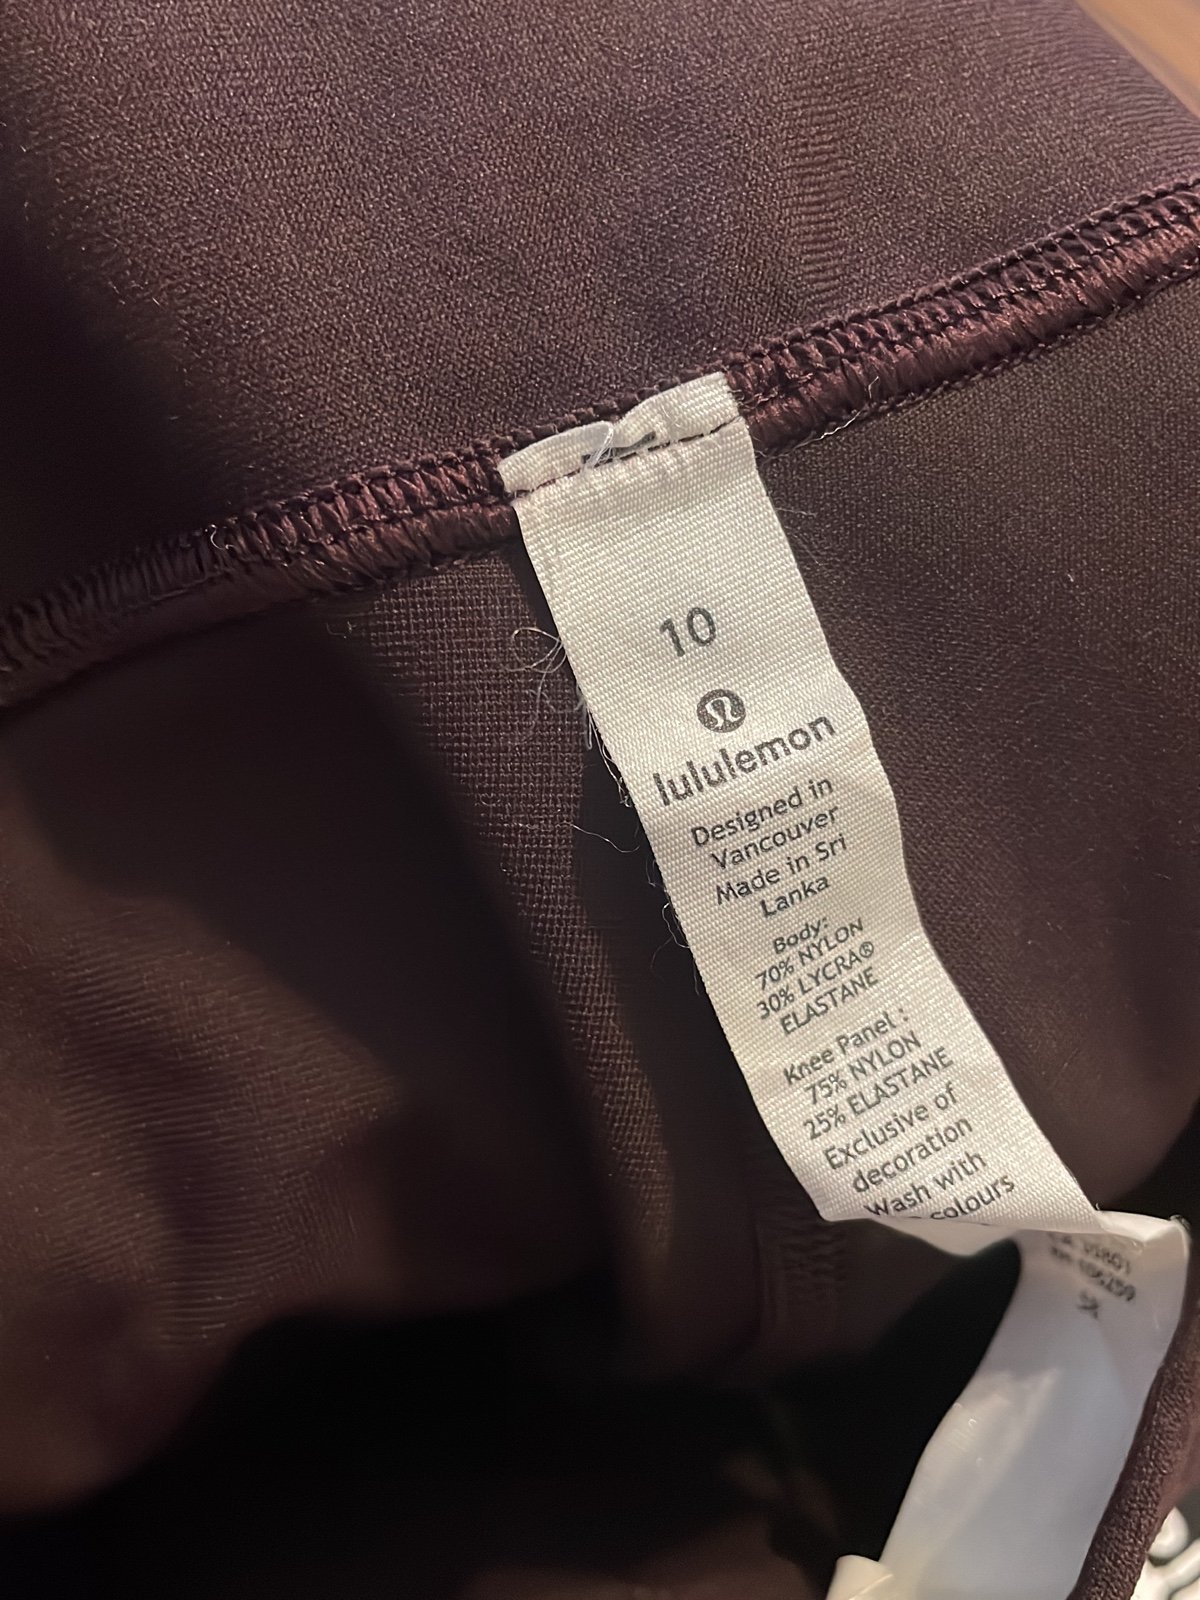 10
lululemon
Designed in
Vancouver
Made in Sri
Lanka
Body:
70% NYLON
30% LYCRA®
ELASTANE
Knee Panel :
75% NYLON
25% ELASTANE
Exclusive of
decoration
Wash with
colours